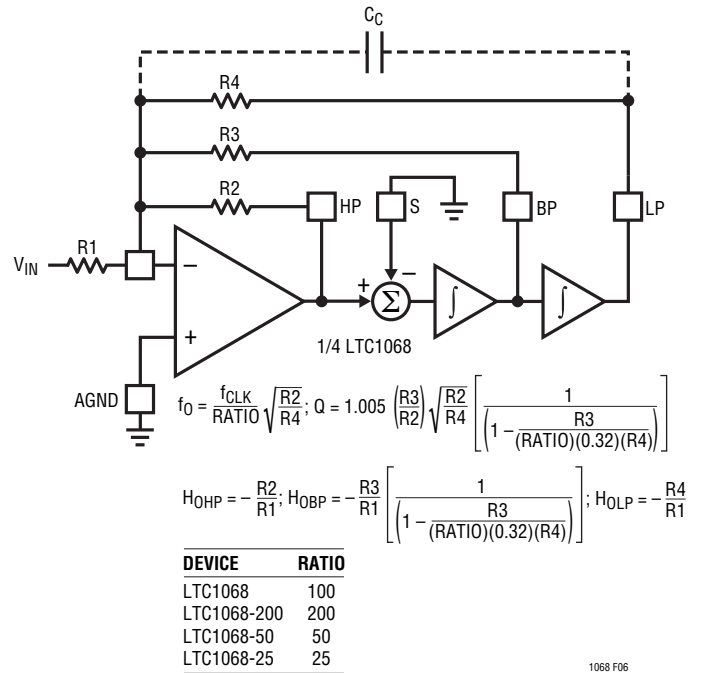 C_C
R4
R3
R2
HP
S
BP
LP
R1
V_IN
−
+
+
−
Σ
∫
∫
1/4 LTC1068
AGND
f_O = f_CLK/RATIO √(R2/R4); Q = 1.005 (R3/R2) √(R2/R4) [1/(1 − R3/((RATIO)(0.32)(R4)))]
H_OHP = − R2/R1; H_OBP = − R3/R1 [1/(1 − R3/((RATIO)(0.32)(R4)))]; H_OLP = − R4/R1
DEVICE RATIO
LTC1068 100
LTC1068-200 200
LTC1068-50 50
LTC1068-25 25
1068 F06